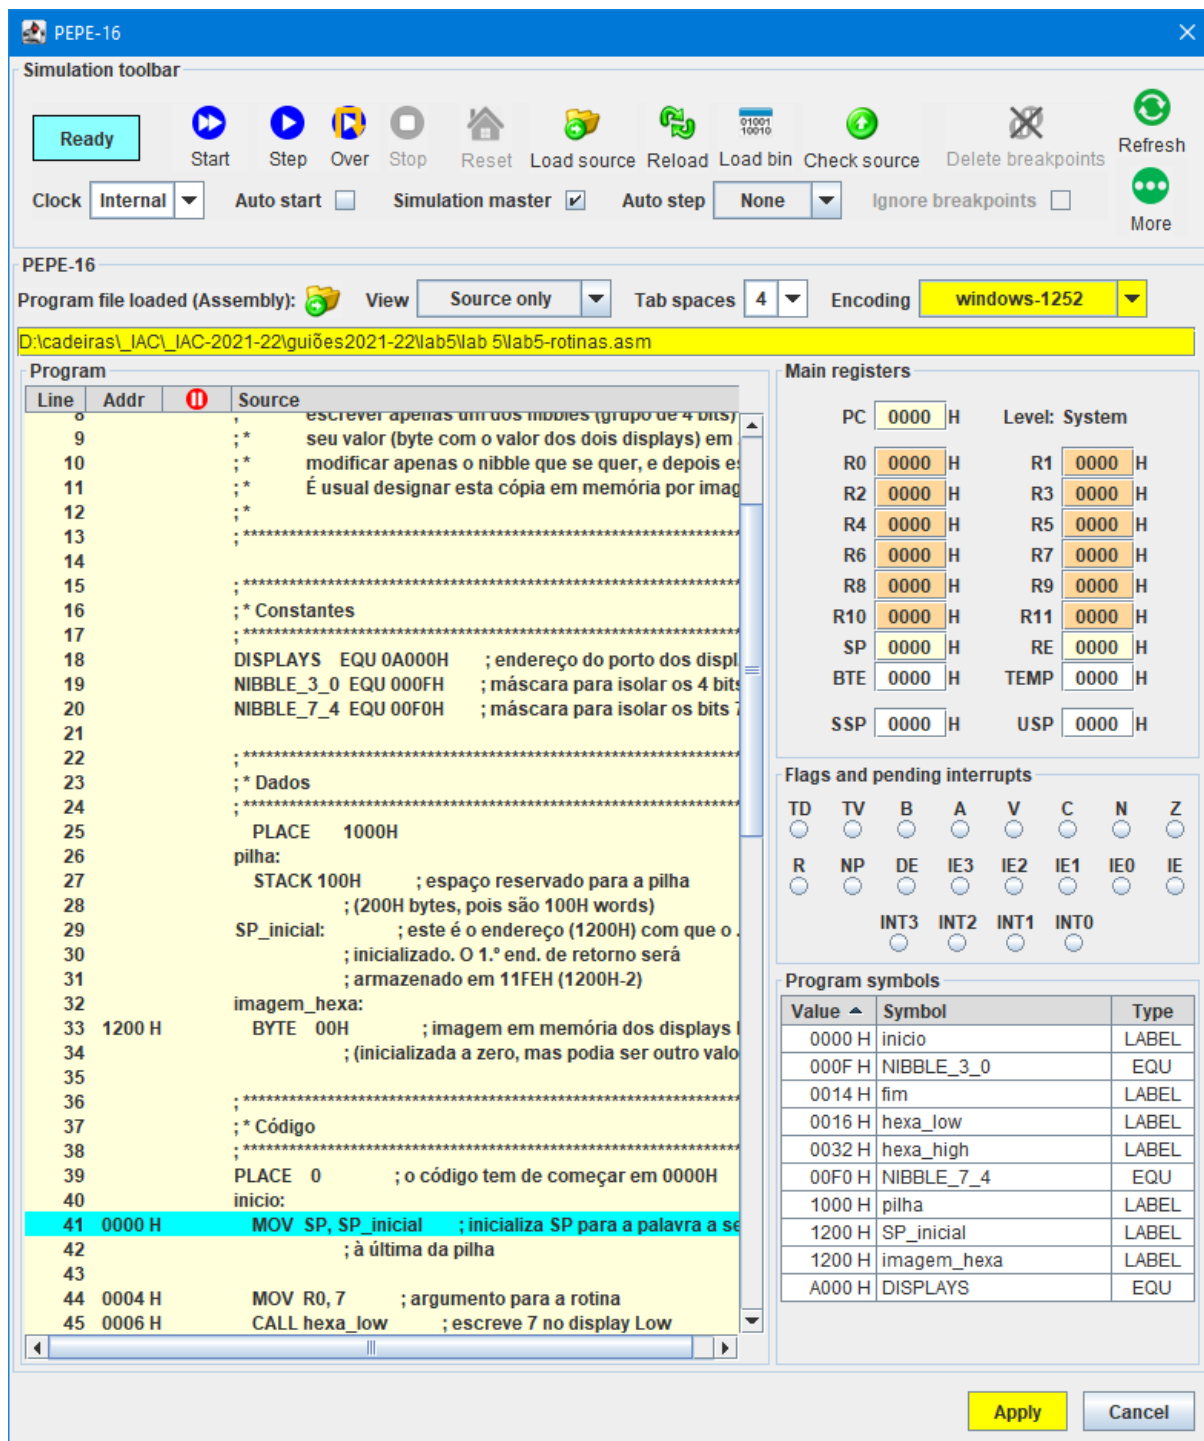 PEPE-16
Simulation toolbar
Ready
Start Step Over Stop Reset Load source Reload Load bin Check source Delete breakpoints Refresh
Clock Internal Auto start Simulation master Auto step None Ignore breakpoints More
PEPE-16
Program file loaded (Assembly): View Source only Tab spaces 4 Encoding windows-1252
D:\cadeiras\_IAC\_IAC-2021-22\guiões2021-22\lab5\lab 5\lab5-rotinas.asm
Program
Line Addr Source
8 ; escrever apenas um dos nibbles (grupo de 4 bits)
9 ;* seu valor (byte com o valor dos dois displays) em
10 ;* modificar apenas o nibble que se quer, e depois es
11 ;* É usual designar esta cópia em memória por imag
12 ;*
13 ; **********************************************************************
14
15 ; **********************************************************************
16 ;* Constantes
17 ; **********************************************************************
18 DISPLAYS EQU 0A000H ; endereço do porto dos displ
19 NIBBLE_3_0 EQU 000FH ; máscara para isolar os 4 bits
20 NIBBLE_7_4 EQU 00F0H ; máscara para isolar os bits 7
21
22 ; **********************************************************************
23 ;* Dados
24 ; **********************************************************************
25 PLACE 1000H
26 pilha:
27 STACK 100H ; espaço reservado para a pilha
28 ; (200H bytes, pois são 100H words)
29 SP_inicial: ; este é o endereço (1200H) com que o
30 ; inicializado. O 1.º end. de retorno será
31 ; armazenado em 11FEH (1200H-2)
32 imagem_hexa:
33 1200 H BYTE 00H ; imagem em memória dos displays
34 ; (inicializada a zero, mas podia ser outro valo
35
36 ; **********************************************************************
37 ;* Código
38 ; **********************************************************************
39 PLACE 0 ; o código tem de começar em 0000H
40 inicio:
41 0000 H MOV SP, SP_inicial ; inicializa SP para a palavra a se
42 ; à última da pilha
43
44 0004 H MOV R0, 7 ; argumento para a rotina
45 0006 H CALL hexa_low ; escreve 7 no display Low
Main registers
PC 0000 H Level: System
R0 0000 H R1 0000 H
R2 0000 H R3 0000 H
R4 0000 H R5 0000 H
R6 0000 H R7 0000 H
R8 0000 H R9 0000 H
R10 0000 H R11 0000 H
SP 0000 H RE 0000 H
BTE 0000 H TEMP 0000 H
SSP 0000 H USP 0000 H
Flags and pending interrupts
TD TV B A V C N Z
R NP DE IE3 IE2 IE1 IE0 IE
INT3 INT2 INT1 INT0
Program symbols
Value Symbol Type
0000 H inicio LABEL
000F H NIBBLE_3_0 EQU
0014 H fim LABEL
0016 H hexa_low LABEL
0032 H hexa_high LABEL
00F0 H NIBBLE_7_4 EQU
1000 H pilha LABEL
1200 H SP_inicial LABEL
1200 H imagem_hexa LABEL
A000 H DISPLAYS EQU
Apply Cancel